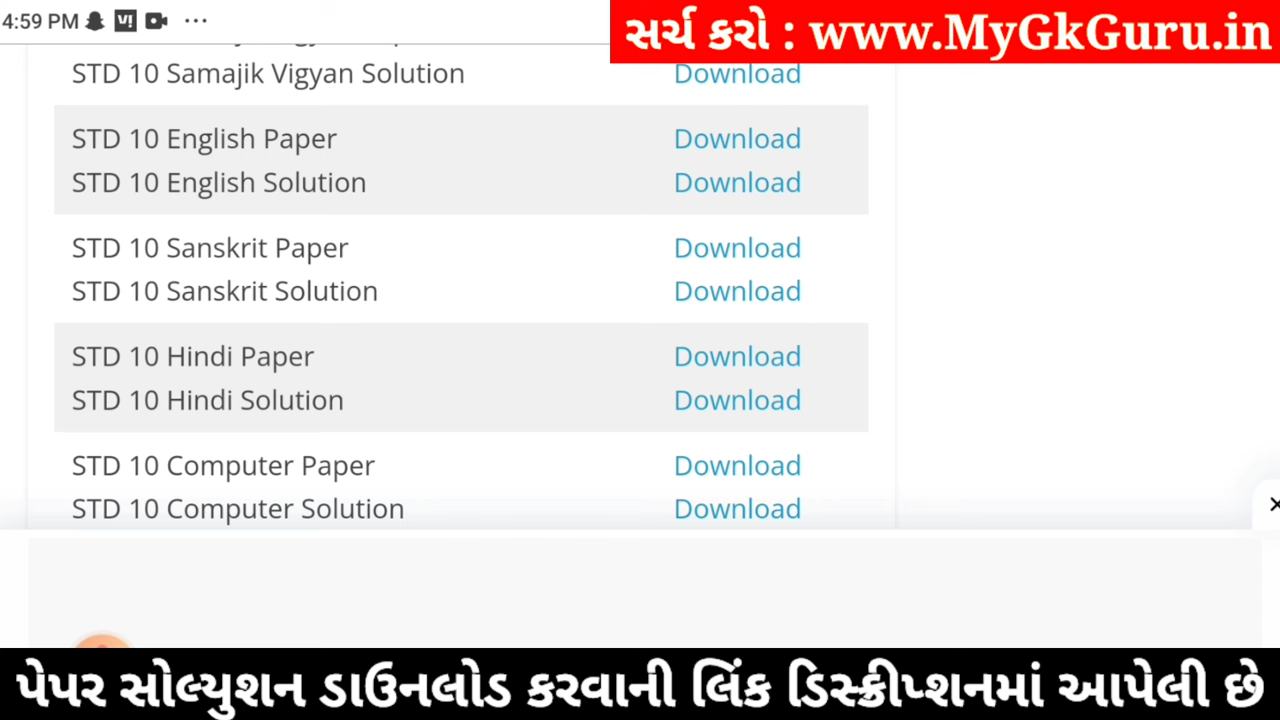 4:59 PM
સર્ચ કરો : www.MyGkGuru.in
STD 10 Samajik Vigyan Solution Download
STD 10 English Paper Download
STD 10 English Solution Download
STD 10 Sanskrit Paper Download
STD 10 Sanskrit Solution Download
STD 10 Hindi Paper Download
STD 10 Hindi Solution Download
STD 10 Computer Paper Download
STD 10 Computer Solution Download
પેપર સોલ્યુશન ડાઉનલોડ કરવાની લિંક ડિસ્ક્રીપ્શનમાં આપેલી છે